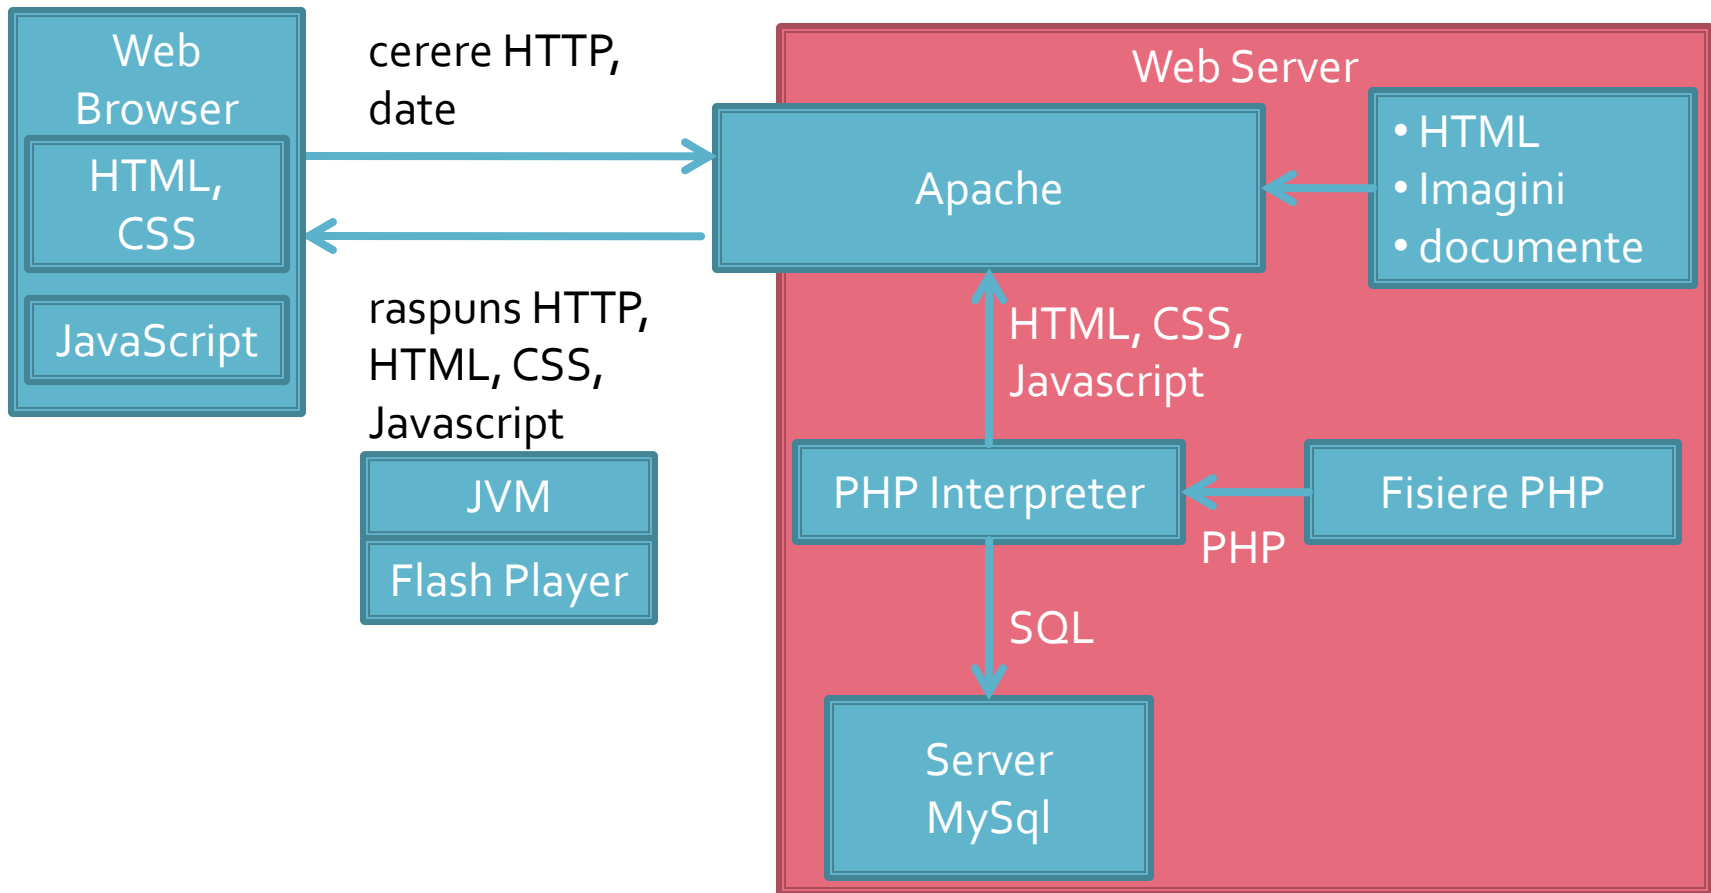 Web
Browser
HTML,
CSS
JavaScript
cerere HTTP,
date
raspuns HTTP,
HTML, CSS,
Javascript
JVM
Flash Player
Web Server
Apache
• HTML
• Imagini
• documente
HTML, CSS,
Javascript
PHP Interpreter
PHP
Fisiere PHP
SQL
Server
MySql